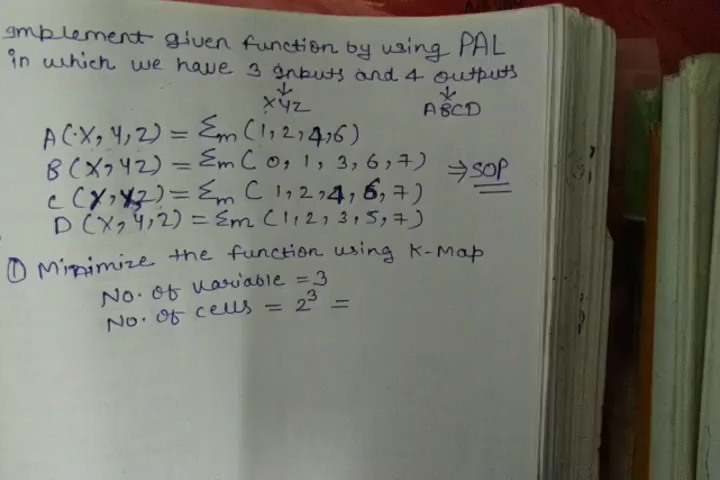 Implement given function by using PAL
in which we have 3 inputs and 4 outputs
↓ ↓
XYZ ABCD
A(X, Y, Z) = Σm (1, 2, 4, 6)
B(X, Y Z) = Σm ( 0, 1, 3, 6, 7) ⇒ SOP
C (X, Y, Z) = Σm ( 1, 2, 4, 6, 7)
D (X, Y, Z) = Σm (1, 2, 3, 5, 7)
① Minimize the function using K-Map
No. of variable = 3
No. of cells = 2³ =